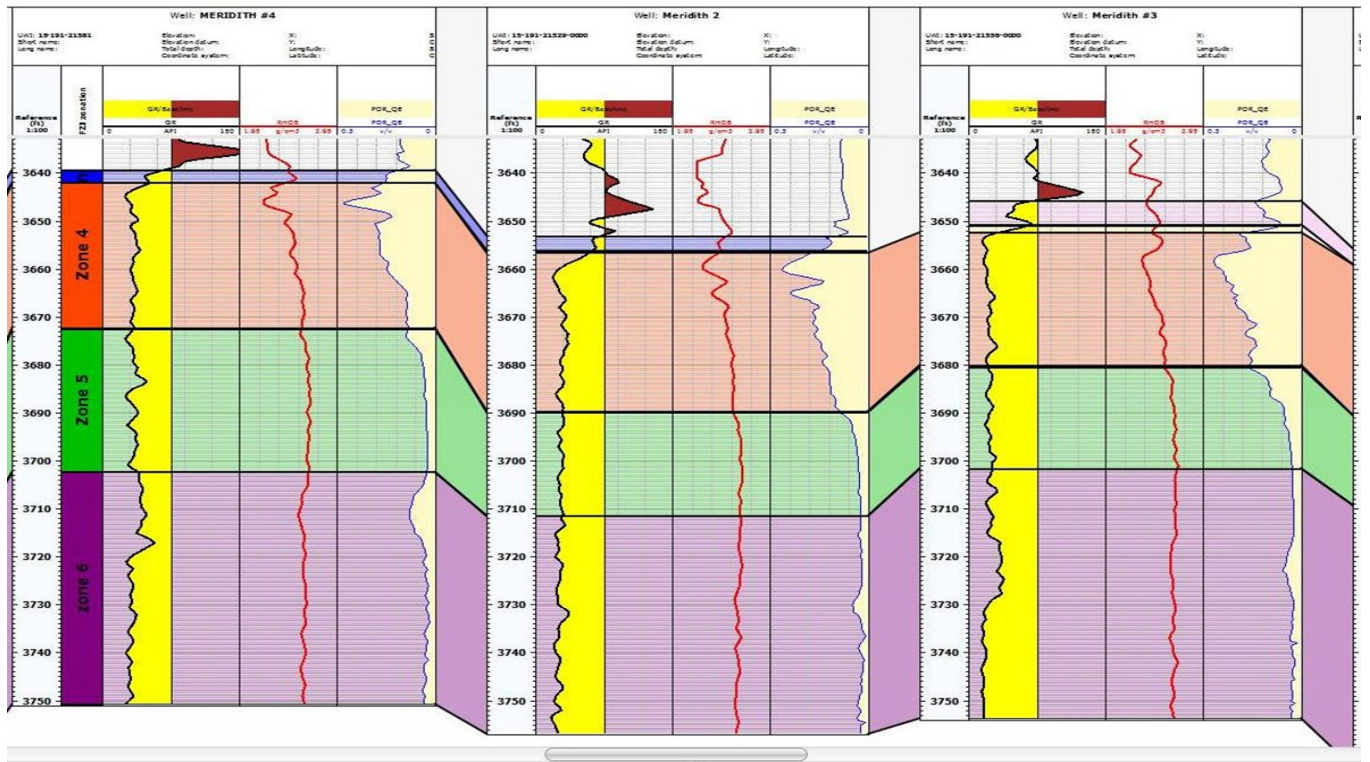 Well: MERIDITH #4
UWI: 15-191-21561 Elevation: X: S
Short name: Elevation datum: Y: E
Long name: Total depth: Longitude: G
Coordinate system: Latitude: C
Reference (ft)
1:100
FZI zonation
GR/Baseline
GR
0 API 150
RHOB
1.95 g/cm3 2.95
POR_QE
POR_QE
0.3 v/v 0
3640
3650
3660
3670
3680
3690
3700
3710
3720
3730
3740
3750
Zone 4
Zone 5
zone 6
Well: Meridith 2
UWI: 15-191-21529-0000 Elevation: X:
Short name: Elevation datum: Y:
Long name: Total depth: Longitude:
Coordinate system: Latitude:
Reference (ft)
1:100
GR/Baseline
GR
0 API 150
RHOB
1.95 g/cm3 2.95
POR_QE
POR_QE
0.3 v/v 0
3640
3650
3660
3670
3680
3690
3700
3710
3720
3730
3740
3750
Well: Meridith #3
UWI: 15-191-21556-0000 Elevation: X:
Short name: Elevation datum: Y:
Long name: Total depth: Longitude:
Coordinate system: Latitude:
Reference (ft)
1:100
GR/Baseline
GR
0 API 150
RHOB
1.95 g/cm3 2.95
POR_QE
POR_QE
0.3 v/v 0
3640
3650
3660
3670
3680
3690
3700
3710
3720
3730
3740
3750